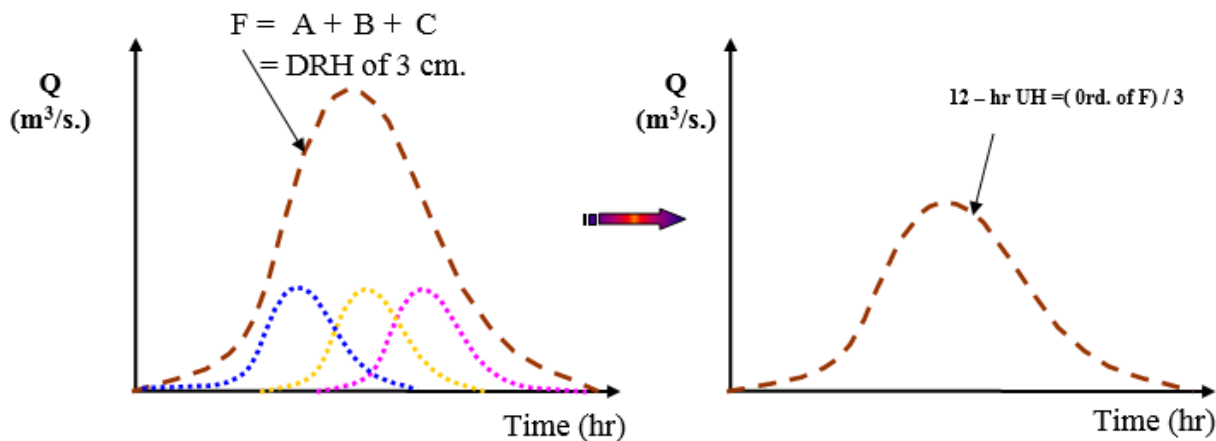 F = A + B + C
= DRH of 3 cm.
Q
(m³/s.)
Time (hr)
Q
(m³/s.)
12 – hr UH =( 0rd. of F) / 3
Time (hr)